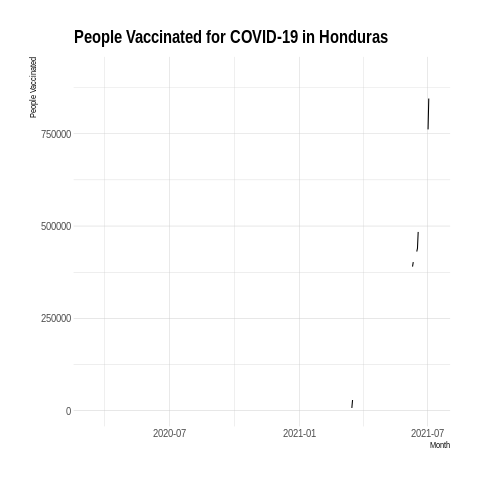 People Vaccinated for COVID-19 in Honduras
People Vaccinated
750000
500000
250000
0
2020-07
2021-01
2021-07
Month